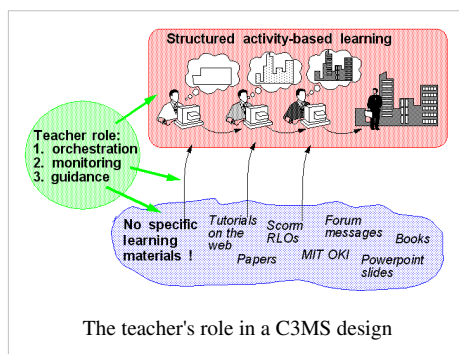 Structured activity-based learning
Teacher role:
1. orchestration
2. monitoring
3. guidance
No specific
learning
materials !
Tutorials
on the
web
Papers
Scorm
RLOs
MIT OKI
Forum
messages
Books
Powerpoint
slides
The teacher's role in a C3MS design